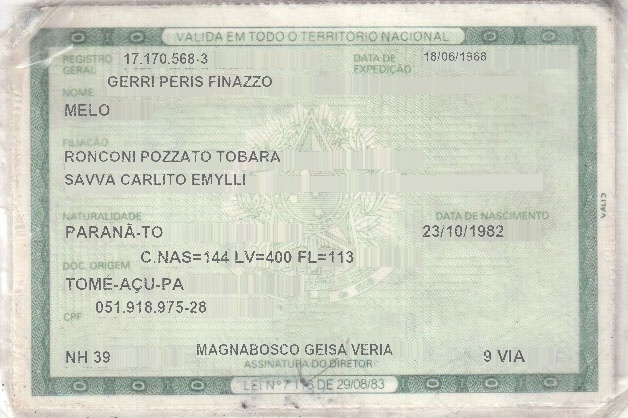 VALIDA EM TODO O TERRITÓRIO NACIONAL
REGISTRO GERAL 17.170.568-3 DATA DE EXPEDIÇÃO 18/06/1966
GERRI PERIS FINAZZO
NOME
MELO
FILIAÇÃO
RONCONI POZZATO TOBARA
SAVVA CARLITO EMYLLI
NATURALIDADE DATA DE NASCIMENTO
PARANÃ-TO 23/10/1982
C.NAS=144 LV=400 FL=113
DOC. ORIGEM
TOMÉ-AÇU-PA
051.918.975-28
CPF
NH 39 MAGNABOSCO GEISA VERIA 9 VIA
ASSINATURA DO DIRETOR
LEI Nº 7.116 DE 29/08/83